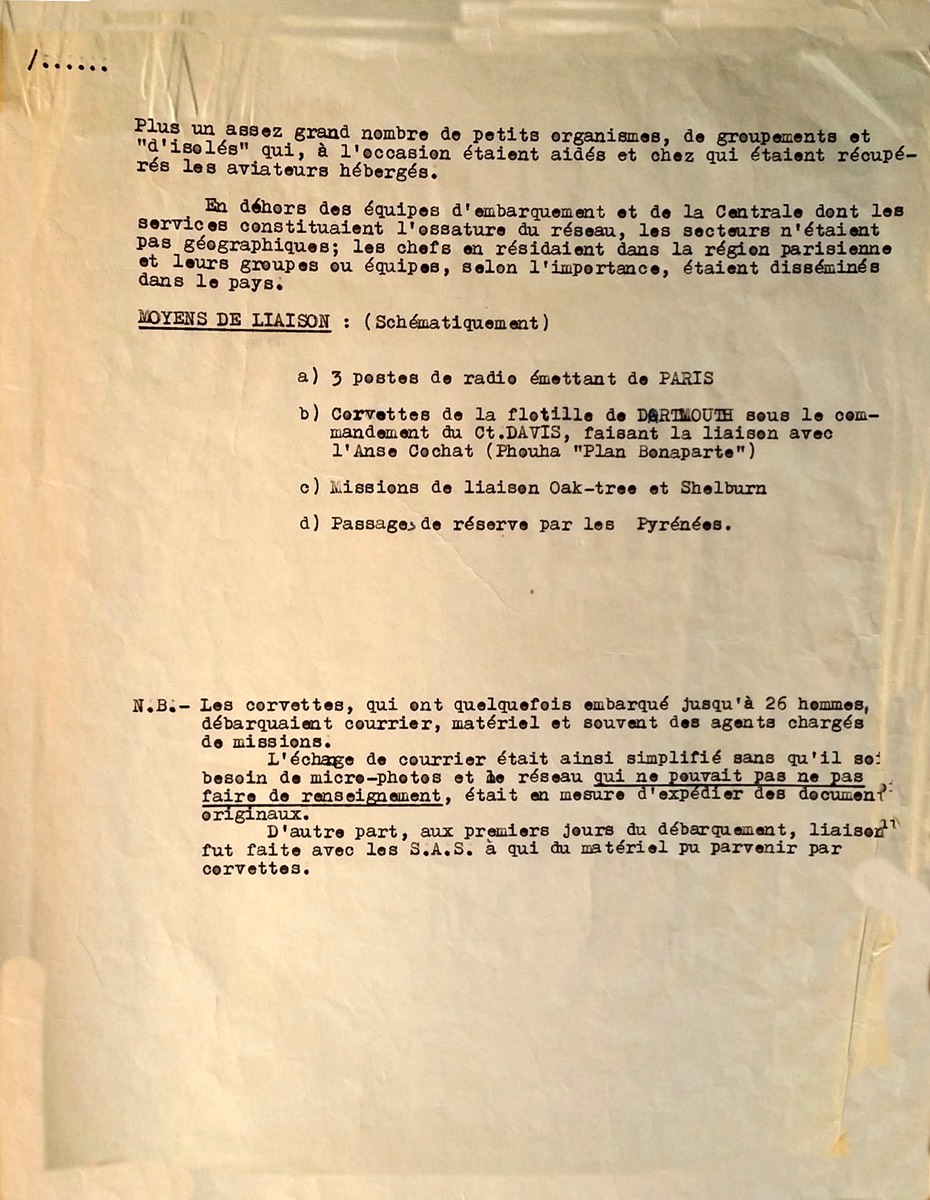 /......
Plus un assez grand nombre de petits organismes, de groupements et
"d'isolés" qui, à l'occasion étaient aidés et chez qui étaient récupé-
rés les aviateurs hébergés.
En déhors des équipes d'embarquement et de la Centrale dont les
services constituaient l'ossature du réseau, les secteurs n'étaient
pas géographiques; les chefs en résidaient dans la région parisienne
et leurs groupes ou équipes, selon l'importance, étaient disséminés
dans le pays.
MOYENS DE LIAISON : (Schématiquement)
a) 3 postes de radio émettant de PARIS
b) Corvettes de la flotille de DARTMOUTH sous le com-
mandement du Ct.DAVIS, faisant la liaison avec
l'Anse Cochat (Phouha "Plan Bonaparte")
c) Missions de liaison Oak-tree et Shelburn
d) Passages de réserve par les Pyrénées.
N.B.- Les corvettes, qui ont quelquefois embarqué jusqu'à 26 hommes,
débarquaient courrier, matériel et souvent des agents chargés
de missions.
L'échage de courrier était ainsi simplifié sans qu'il soi
besoin de micro-photos et le réseau qui ne pouvait pas ne pas
faire de renseignement, était en mesure d'expédier des document
originaux.
D'autre part, aux premiers jours du débarquement, liaison
fut faite avec les S.A.S. à qui du matériel pu parvenir par
corvettes.